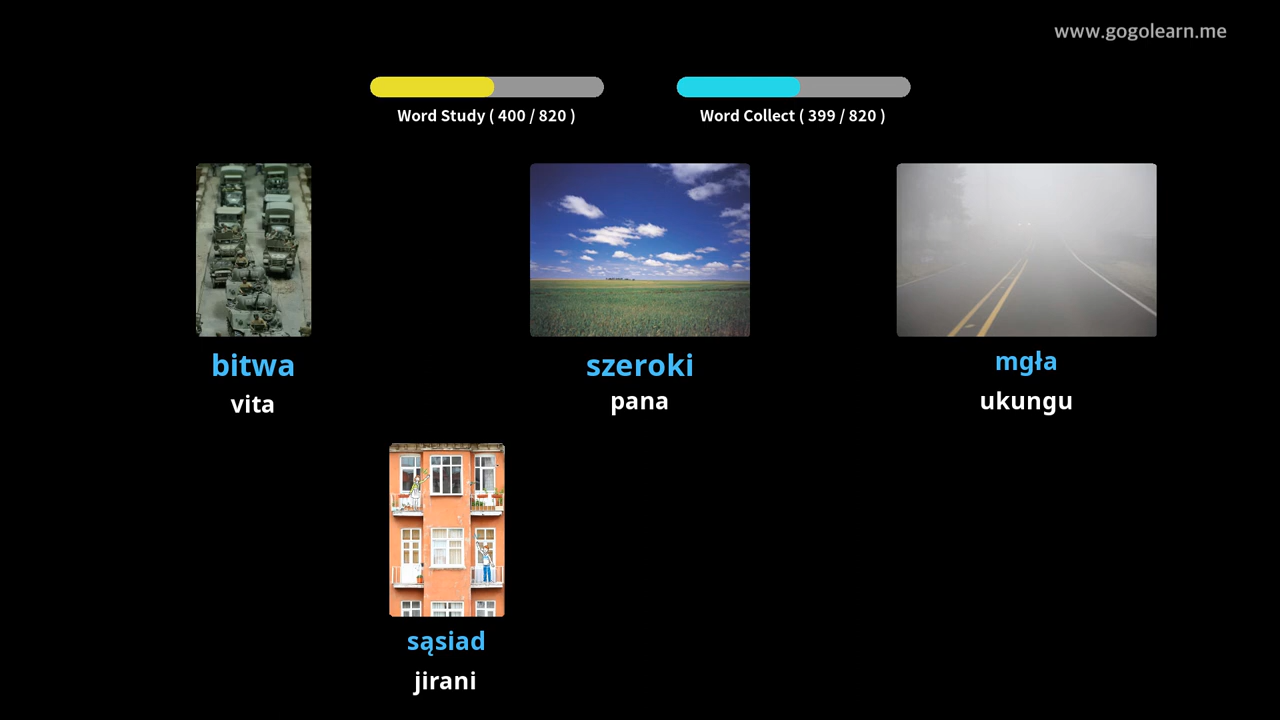 www.gogolearn.me
Word Study ( 400 / 820 )
Word Collect ( 399 / 820 )
bitwa
vita
szeroki
pana
mgła
ukungu
sąsiad
jirani